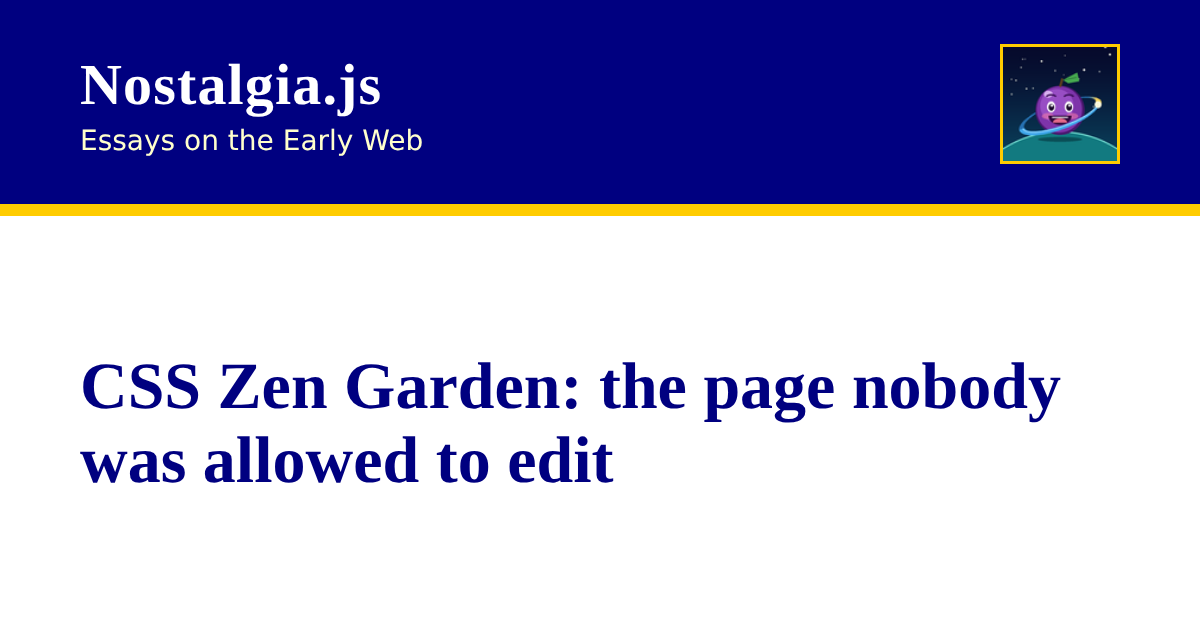 Nostalgia.js
Essays on the Early Web
CSS Zen Garden: the page nobody
was allowed to edit